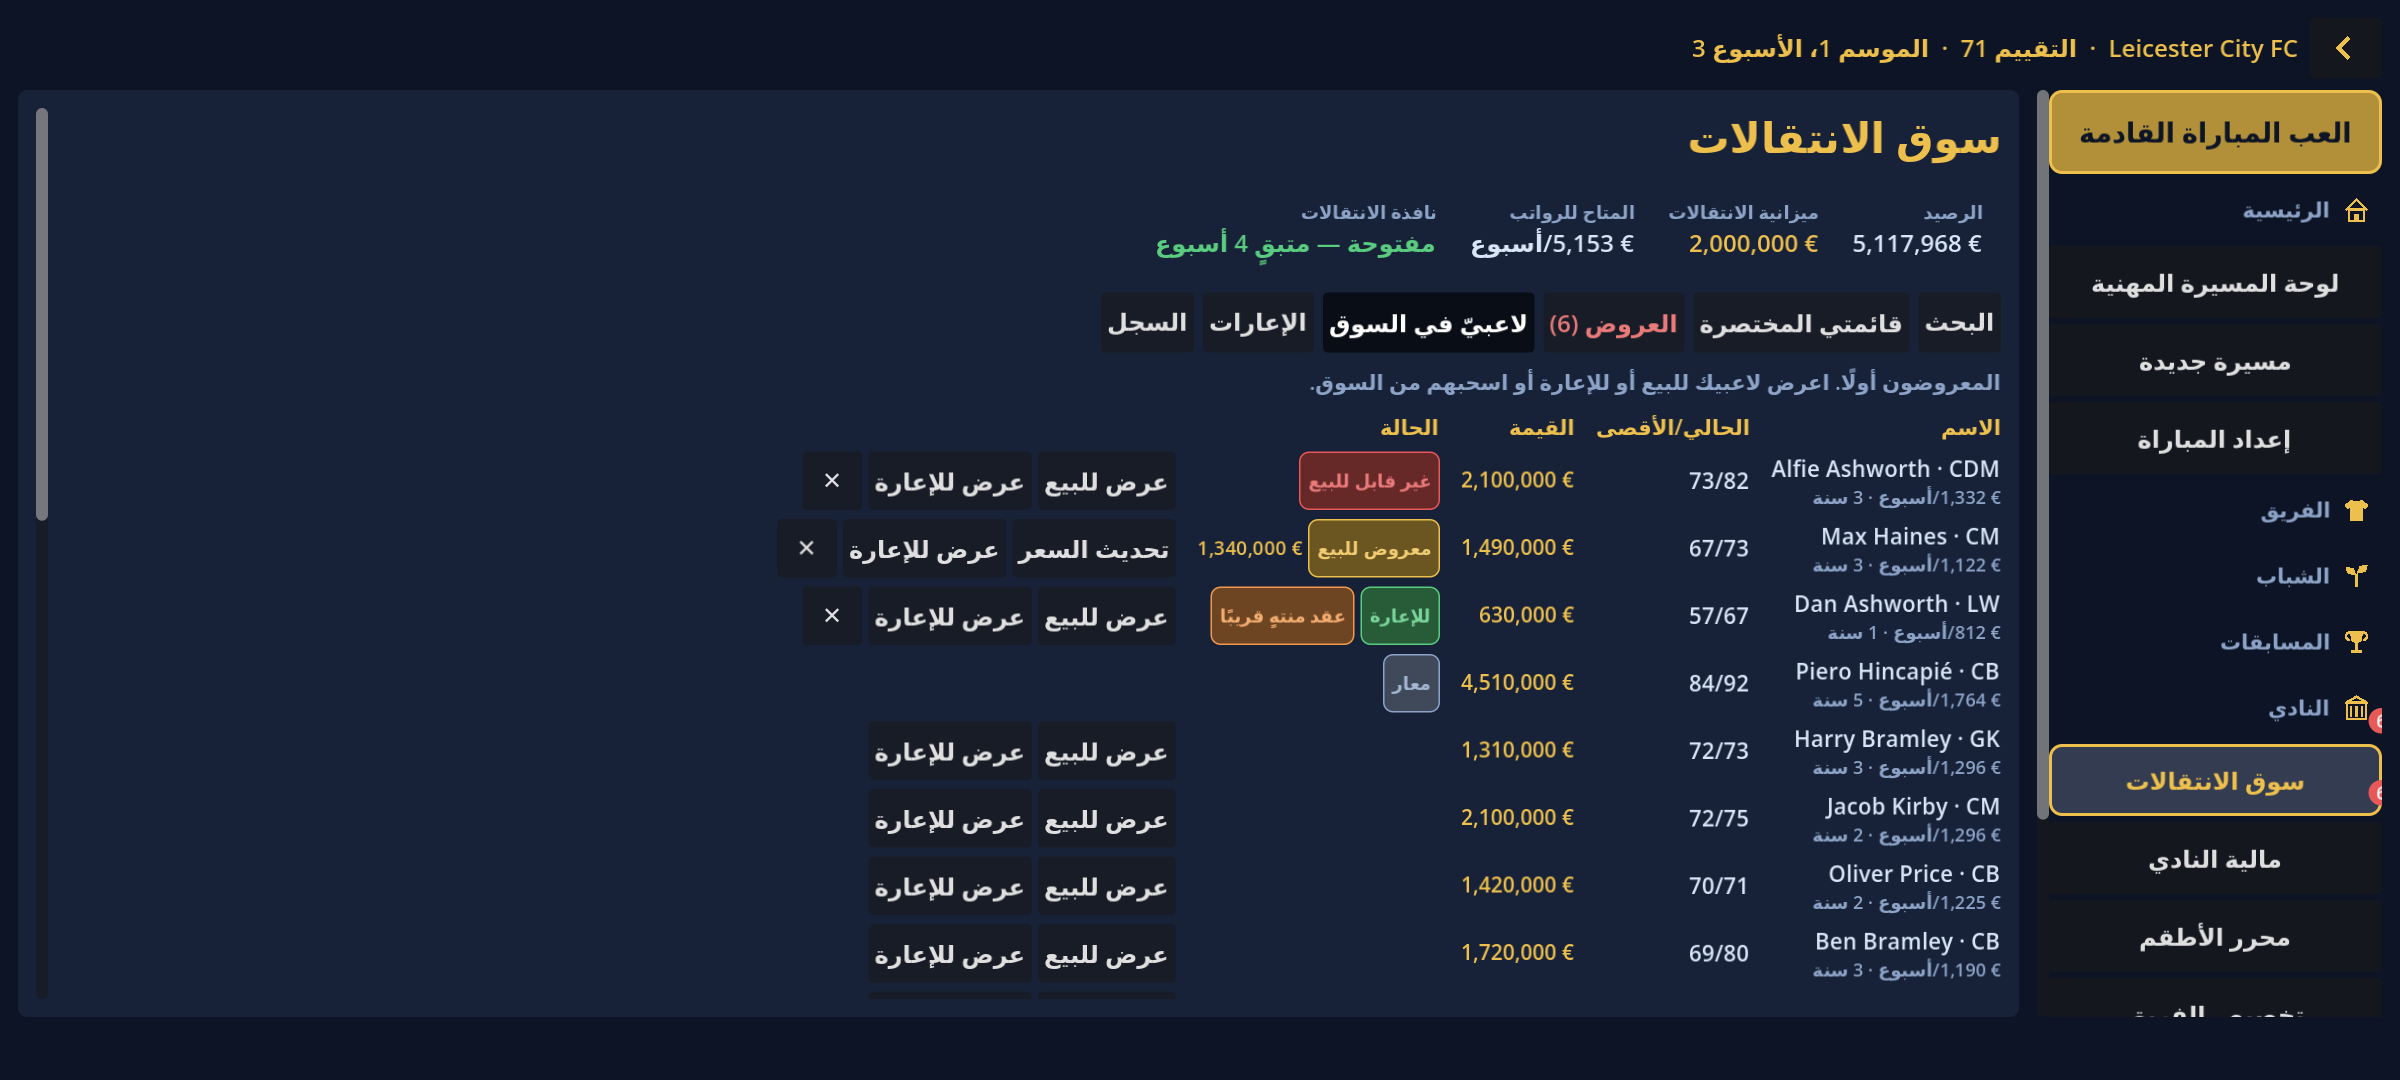 Leicester City FC · التقييم 71 · الموسم 1، الأسبوع 3
العب المباراة القادمة
الرئيسية
لوحة المسيرة المهنية
مسيرة جديدة
إعداد المباراة
الفريق
الشباب
المسابقات
النادي
سوق الانتقالات
مالية النادي
محرر الأطقم
سوق الانتقالات
الرصيد
5,117,968 €
ميزانية الانتقالات
2,000,000 €
المتاح للرواتب
5,153 €/أسبوع
نافذة الانتقالات
مفتوحة — متبقٍ 4 أسبوع
البحث
قائمتي المختصرة
العروض (6)
لاعبيّ في السوق
الإعارات
السجل
المعروضون أولًا. اعرض لاعبيك للبيع أو للإعارة أو اسحبهم من السوق.
الاسم الحالي/الأقصى القيمة الحالة
Alfie Ashworth · CDM 73/82 2,100,000 € غير قابل للبيع عرض للبيع عرض للإعارة ✕
1,332 €/أسبوع · 3 سنة
Max Haines · CM 67/73 1,490,000 € معروض للبيع 1,340,000 € تحديث السعر عرض للإعارة ✕
1,122 €/أسبوع · 3 سنة
Dan Ashworth · LW 57/67 630,000 € للإعارة عقد منتهٍ قريبًا عرض للبيع عرض للإعارة ✕
812 €/أسبوع · 1 سنة
Piero Hincapié · CB 84/92 4,510,000 € معار
1,764 €/أسبوع · 5 سنة
Harry Bramley · GK 72/73 1,310,000 € عرض للبيع عرض للإعارة
1,296 €/أسبوع · 3 سنة
Jacob Kirby · CM 72/75 2,100,000 € عرض للبيع عرض للإعارة
1,296 €/أسبوع · 2 سنة
Oliver Price · CB 70/71 1,420,000 € عرض للبيع عرض للإعارة
1,225 €/أسبوع · 2 سنة
Ben Bramley · CB 69/80 1,720,000 € عرض للبيع عرض للإعارة
1,190 €/أسبوع · 3 سنة